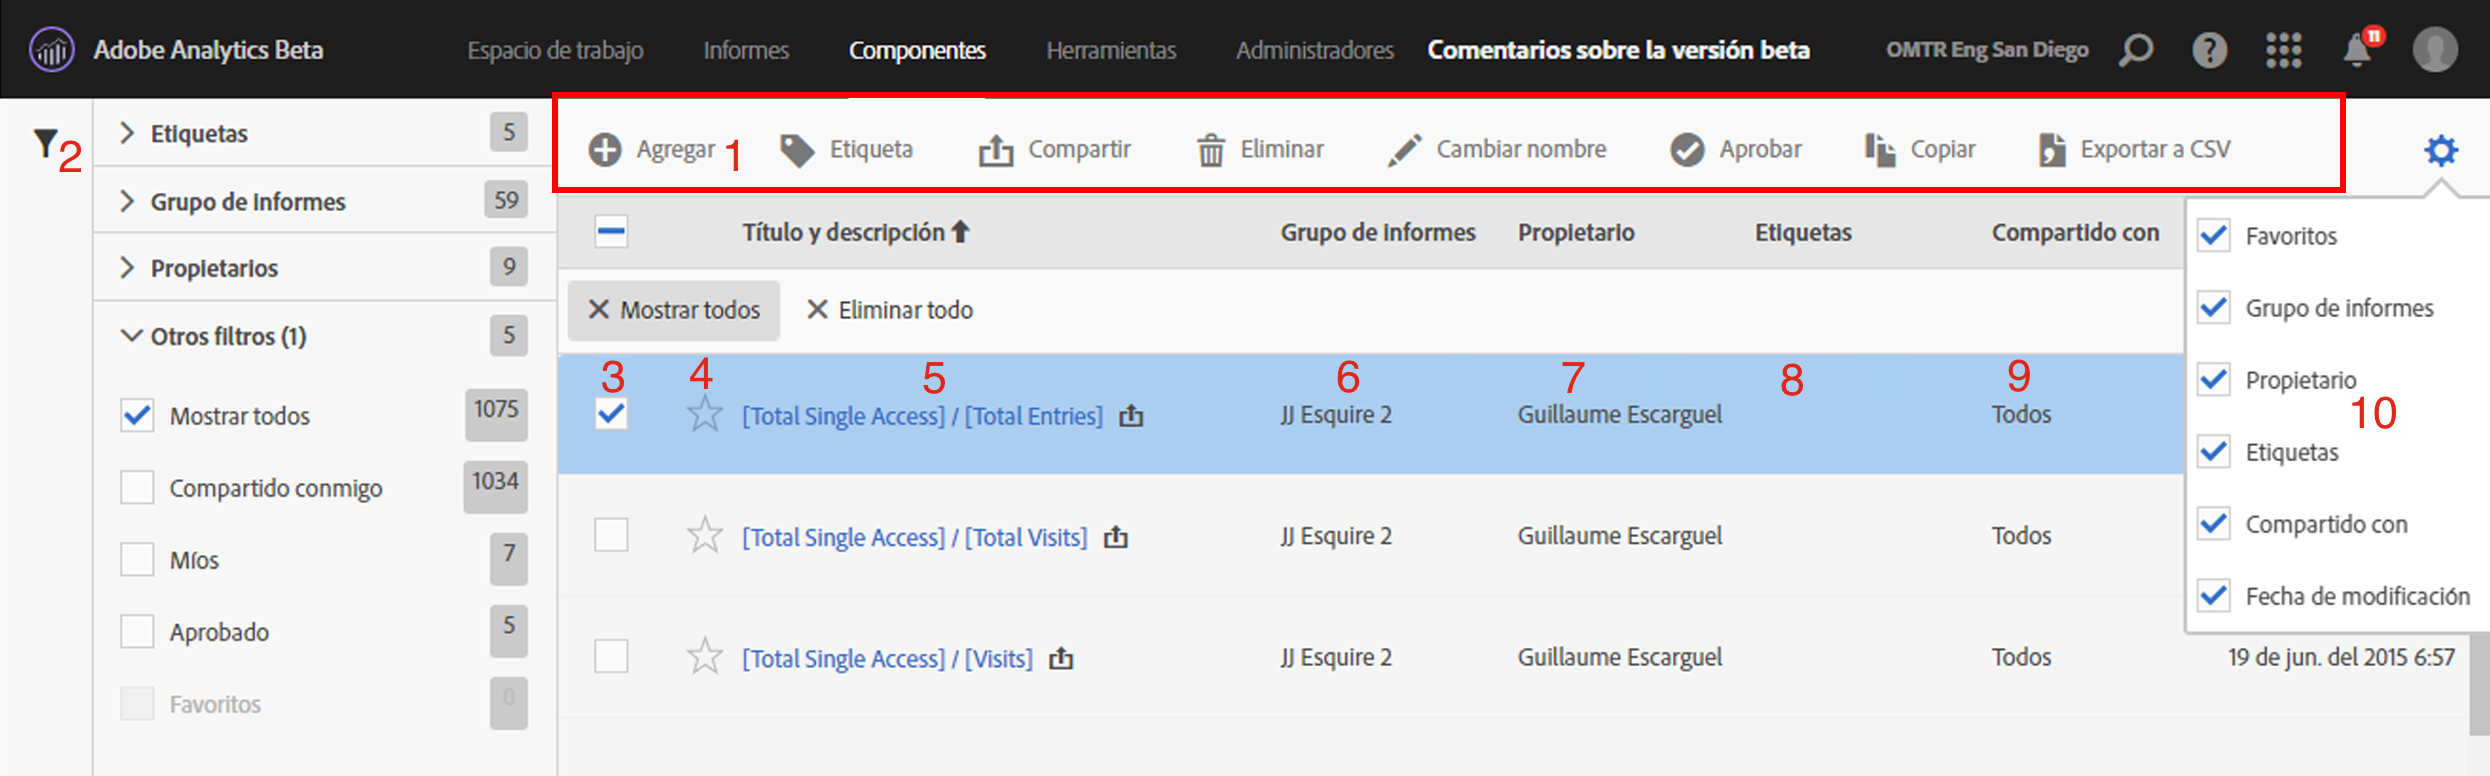 Adobe Analytics Beta Espacio de trabajo Informes Componentes Herramientas Administradores Comentarios sobre la versión beta OMTR Eng San Diego 11
2
Etiquetas 5
Grupo de informes 59
Propietarios 9
Otros filtros (1) 5
Mostrar todos 1075
Compartido conmigo 1034
Míos 7
Aprobado 5
Favoritos 0
Agregar 1 Etiqueta Compartir Eliminar Cambiar nombre Aprobar Copiar Exportar a CSV
Título y descripción Grupo de informes Propietario Etiquetas Compartido con
Mostrar todos Eliminar todo
3 4 5 6 7 8 9
[Total Single Access] / [Total Entries] JJ Esquire 2 Guillaume Escarguel Todos
[Total Single Access] / [Total Visits] JJ Esquire 2 Guillaume Escarguel Todos
[Total Single Access] / [Visits] JJ Esquire 2 Guillaume Escarguel Todos 19 de jun. del 2015 6:57
Favoritos
Grupo de informes
Propietario
10
Etiquetas
Compartido con
Fecha de modificación